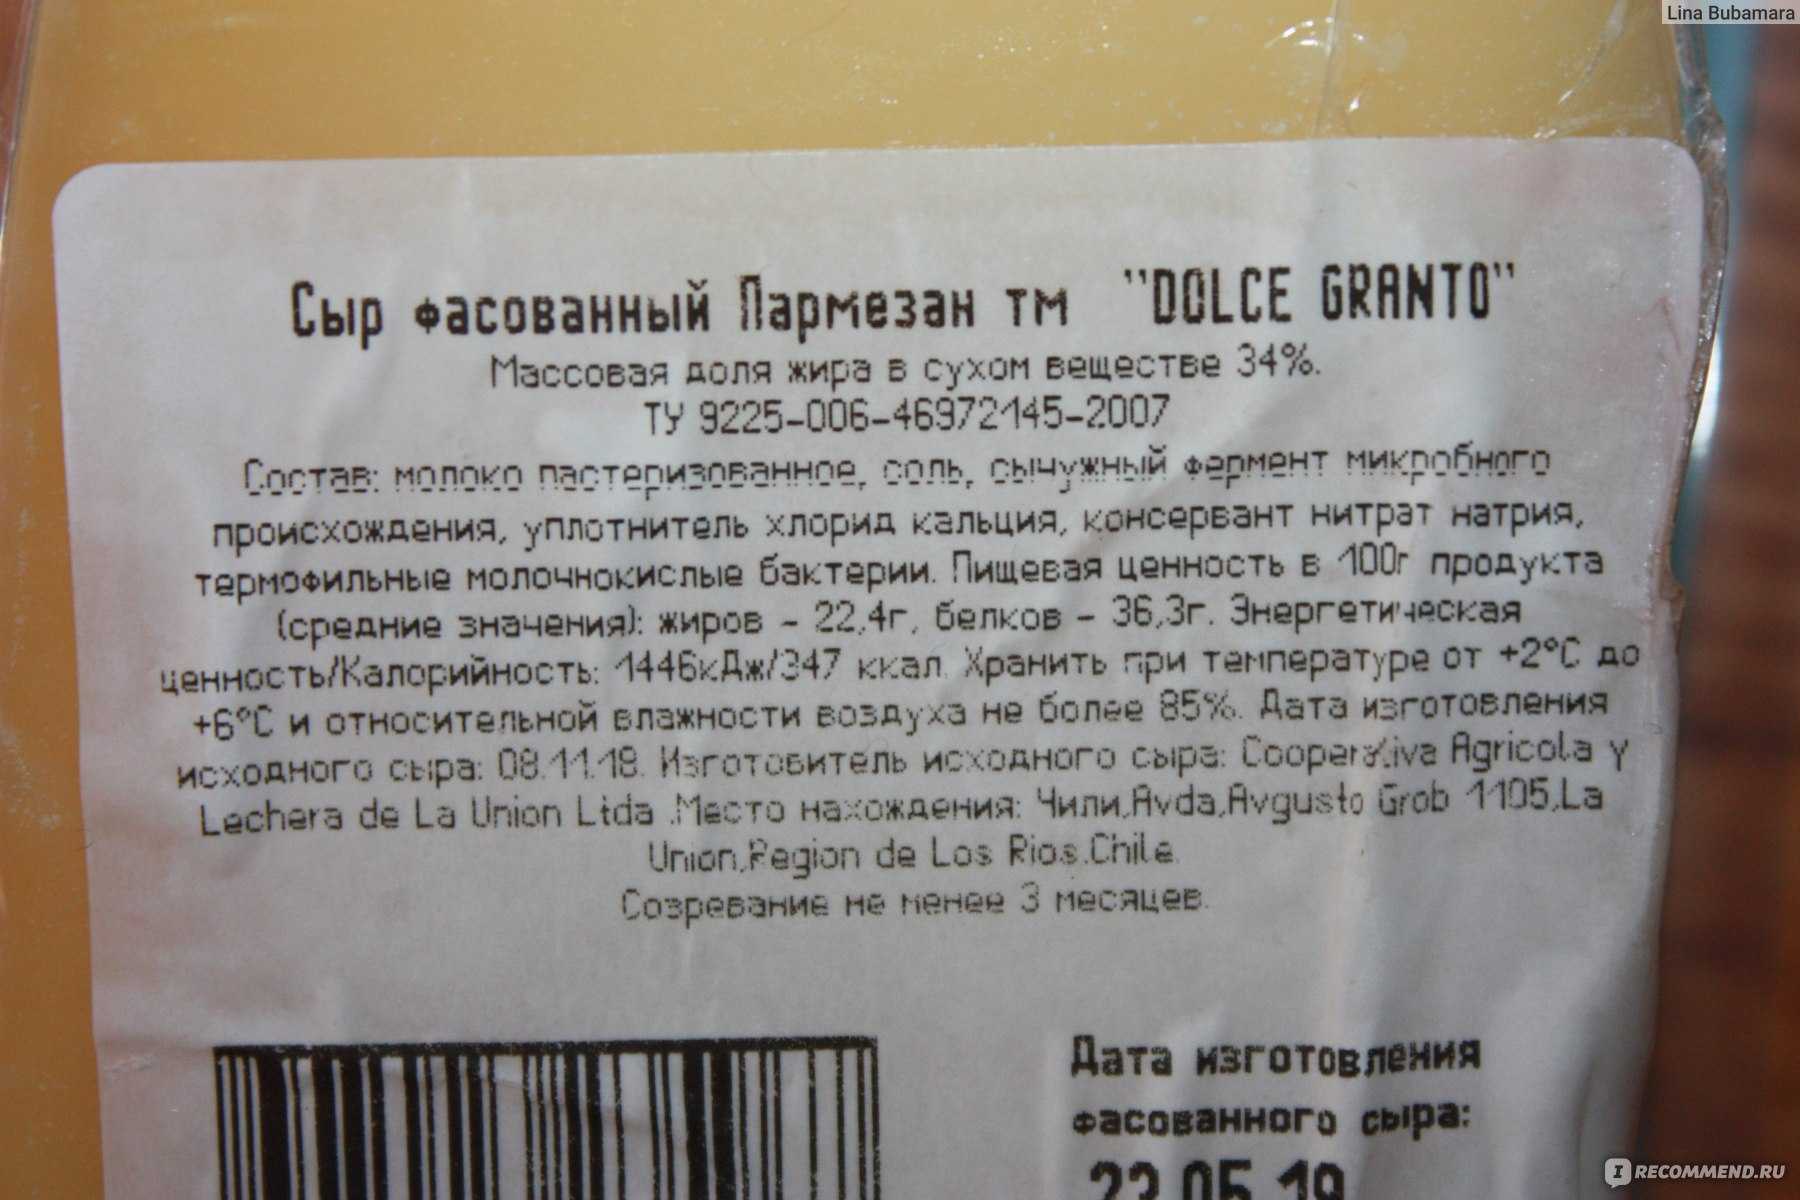 Lina Bubamara
Сыр фасованный Пармезан тм "DOLCE GRANTO"
Массовая доля жира в сухом веществе 34%.
ТУ 9225-006-46972145-2007
Состав: молоко пастеризованное, соль, сычужный фермент микробного
происхождения, уплотнитель хлорид кальция, консервант нитрат натрия,
термофильные молочнокислые бактерии. Пищевая ценность в 100г продукта
(средние значения): жиров - 22,4г, белков - 36,3г. Энергетическая
ценность/Калорийность: 1446кДж/347 ккал. Хранить при температуре от +2°C до
+6°C и относительной влажности воздуха не более 85%. Дата изготовления
исходного сыра: 08.11.18. Изготовитель исходного сыра: Cooperativa Agricola y
Lechera de La Union Ltda .Место нахождения: Чили,Avda,Avgusto Grob 1105,La
Union,Region de Los Rios,Chile.
Созревание не менее 3 месяцев.
Дата изготовления
фасованного сыра:
22.05.19
IRECOMMEND.RU